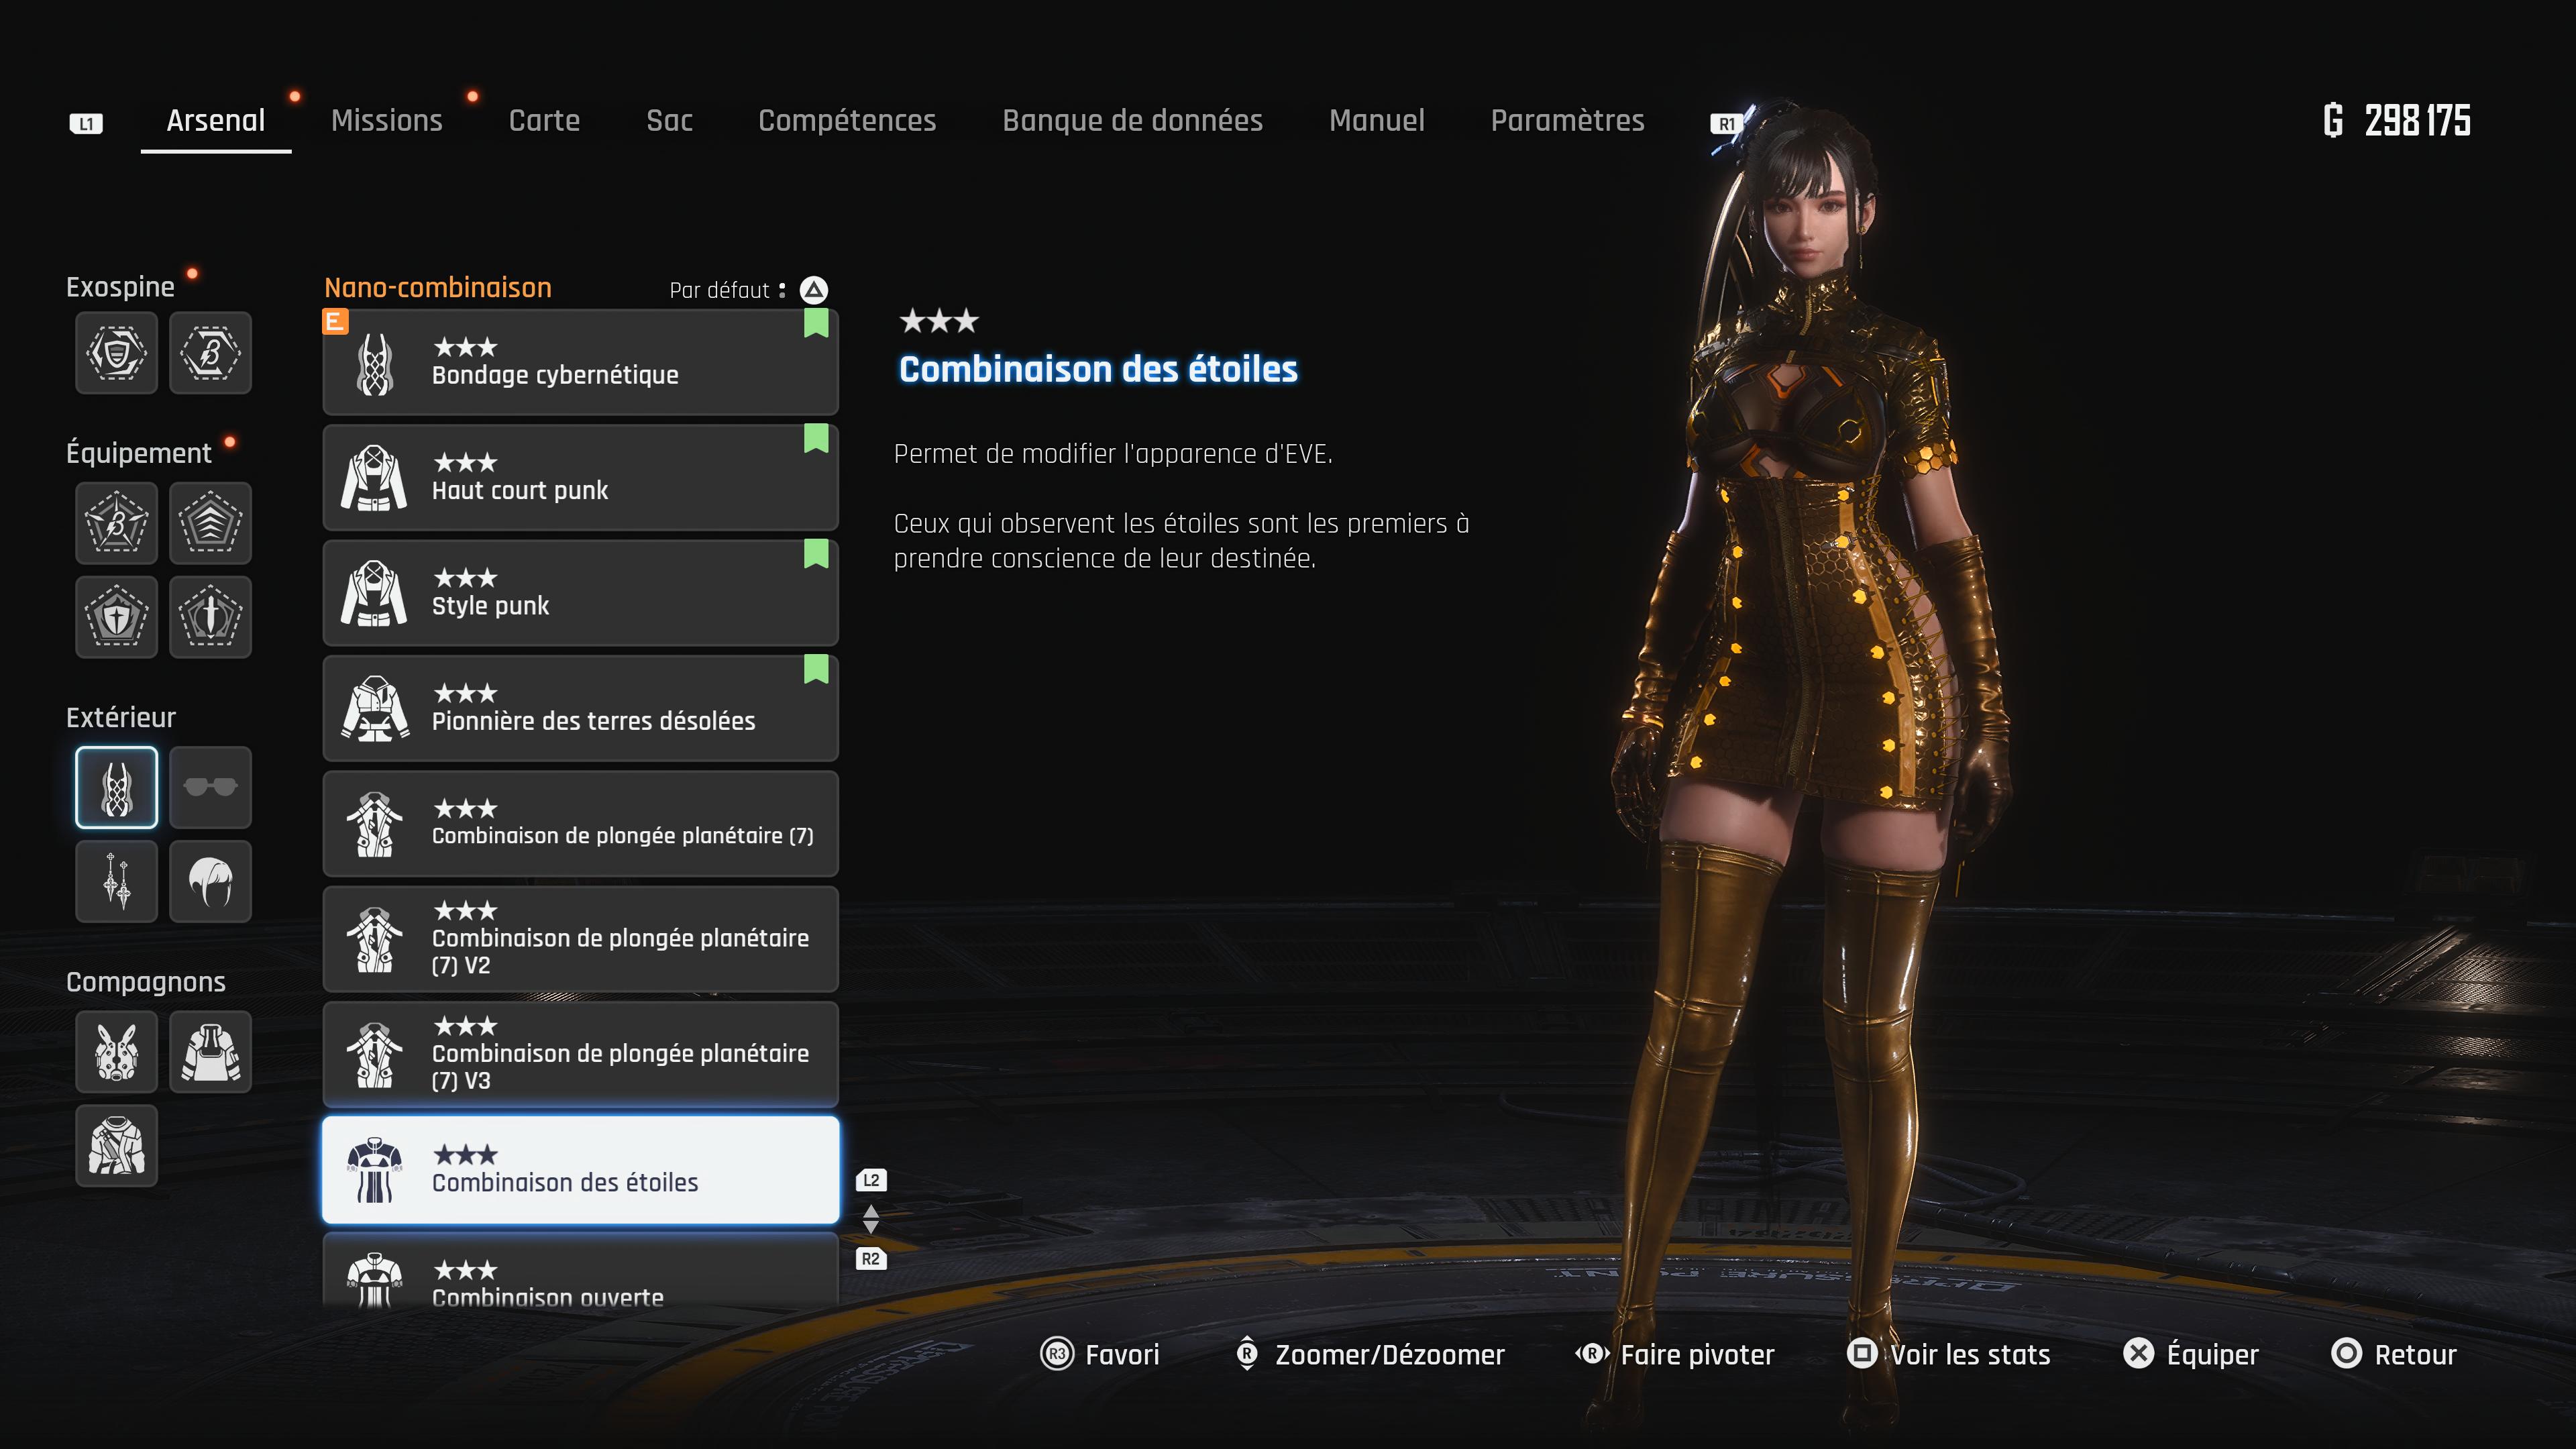 L1 Arsenal Missions Carte Sac Compétences Banque de données Manuel Paramètres R1
G 298 175
Exospine
Équipement
Extérieur
Compagnons
Nano-combinaison
Par défaut :
E
Bondage cybernétique
Haut court punk
Style punk
Pionnière des terres désolées
Combinaison de plongée planétaire (7)
Combinaison de plongée planétaire
(7) V2
Combinaison de plongée planétaire
(7) V3
Combinaison des étoiles
Combinaison ouverte
L2
R2
Combinaison des étoiles
Permet de modifier l'apparence d'EVE.
Ceux qui observent les étoiles sont les premiers à
prendre conscience de leur destinée.
R3 Favori R Zoomer/Dézoomer R Faire pivoter Voir les stats Équiper Retour